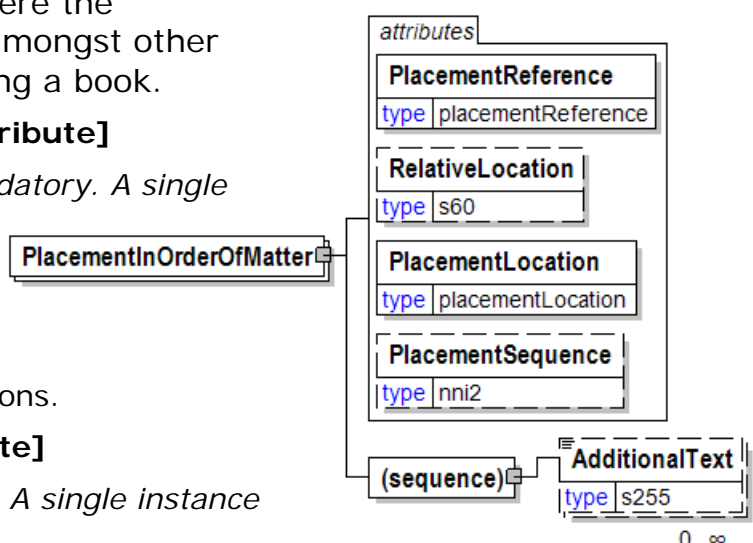 ere the
mongst other
ng a book.
ribute]
datory. A single
ons.
te]
A single instance
PlacementInOrderOfMatter
attributes
PlacementReference
type placementReference
RelativeLocation
type s60
PlacementLocation
type placementLocation
PlacementSequence
type nni2
(sequence)
AdditionalText
type s255
0 ∞